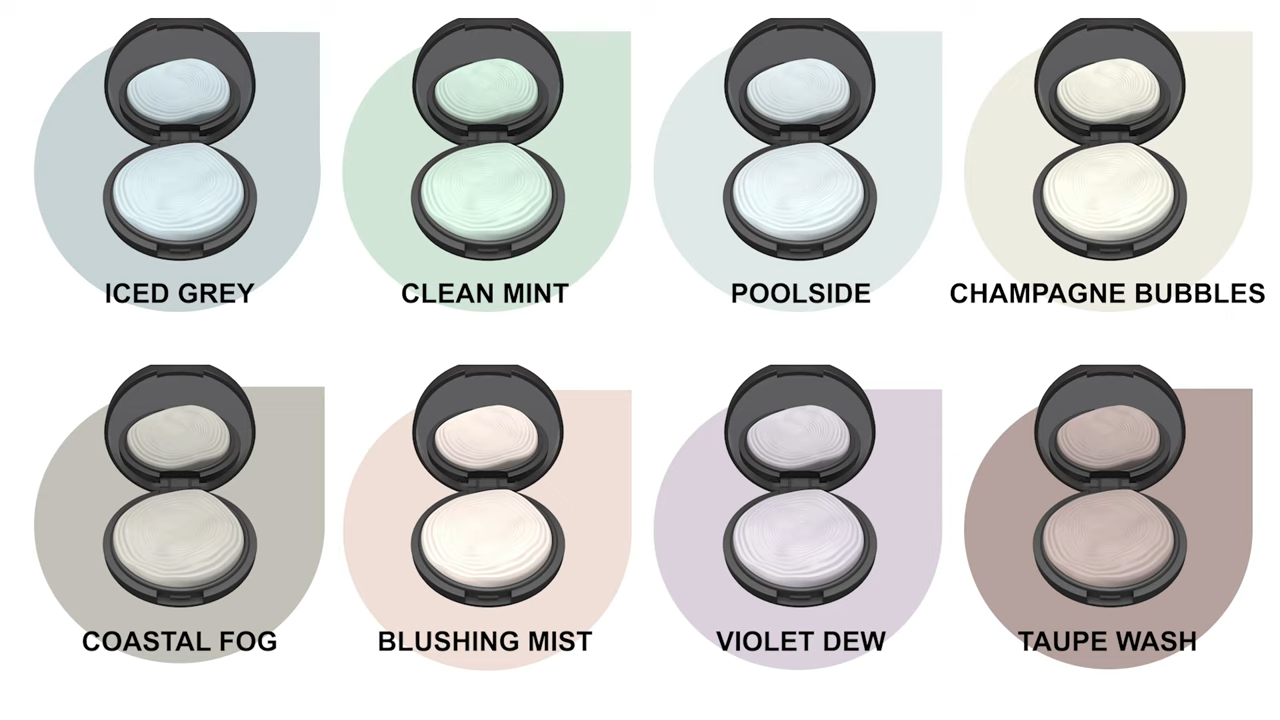 ICED GREY
CLEAN MINT
POOLSIDE
CHAMPAGNE BUBBLES
COASTAL FOG
BLUSHING MIST
VIOLET DEW
TAUPE WASH